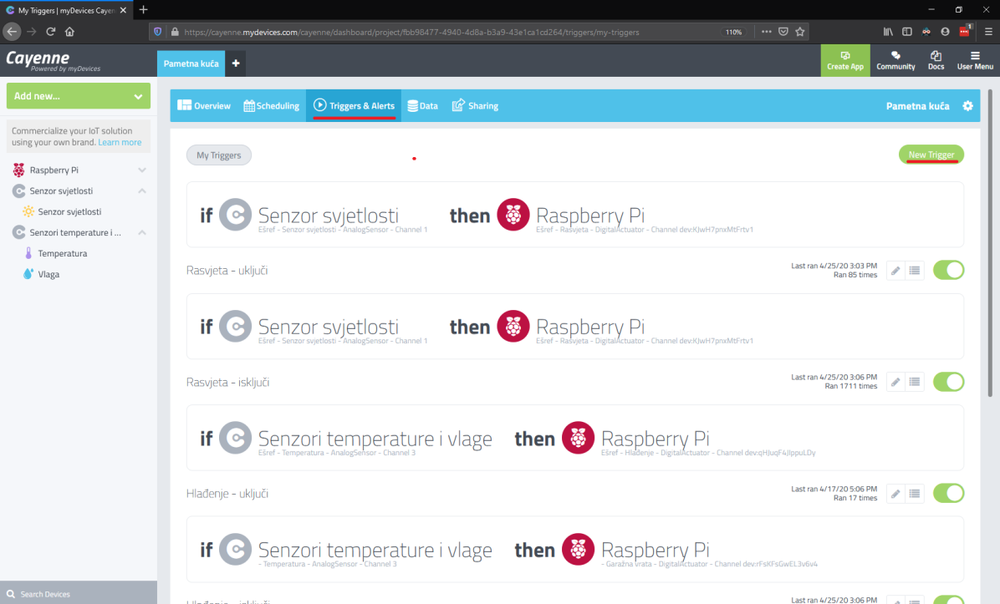 My Triggers | myDevices Cayen
https://cayenne.mydevices.com/cayenne/dashboard/project/fbb98477-4940-4d8a-b3a9-43e1ca1cd264/triggers/my-triggers
110%
1
Cayenne
Powered by myDevices
Pametna kuća
Create App
Community
Docs
User Menu
Add new...
Commercialize your IoT solution
using your own brand. Learn more
Raspberry Pi
Senzor svjetlosti
Senzor svjetlosti
Senzori temperature i ...
Temperatura
Vlaga
Search Devices
Overview
Scheduling
Triggers & Alerts
Data
Sharing
Pametna kuća
My Triggers
New Trigger
if Senzor svjetlosti then Raspberry Pi
Ešref - Senzor svjetlosti - AnalogSensor - Channel 1
Ešref - Rasvjeta - DigitalActuator - Channel dev:KJwH7pnxMtFrtv1
Rasvjeta - uključi
Last ran 4/25/20 3:03 PM
Ran 85 times
if Senzor svjetlosti then Raspberry Pi
Ešref - Senzor svjetlosti - AnalogSensor - Channel 1
Ešref - Rasvjeta - DigitalActuator - Channel dev:KJwH7pnxMtFrtv1
Rasvjeta - isključi
Last ran 4/25/20 3:06 PM
Ran 1711 times
if Senzori temperature i vlage then Raspberry Pi
Ešref - Temperatura - AnalogSensor - Channel 3
Ešref - Hlađenje - DigitalActuator - Channel dev:qHJuqF4JIppuLDy
Hlađenje - uključi
Last ran 4/17/20 5:06 PM
Ran 17 times
if Senzori temperature i vlage then Raspberry Pi
- Temperatura - AnalogSensor - Channel 3
- Garažna vrata - DigitalActuator - Channel dev:rFsKFsGwEL3v6v4
Hlađenje - isključi
Last ran 4/25/20 3:06 PM